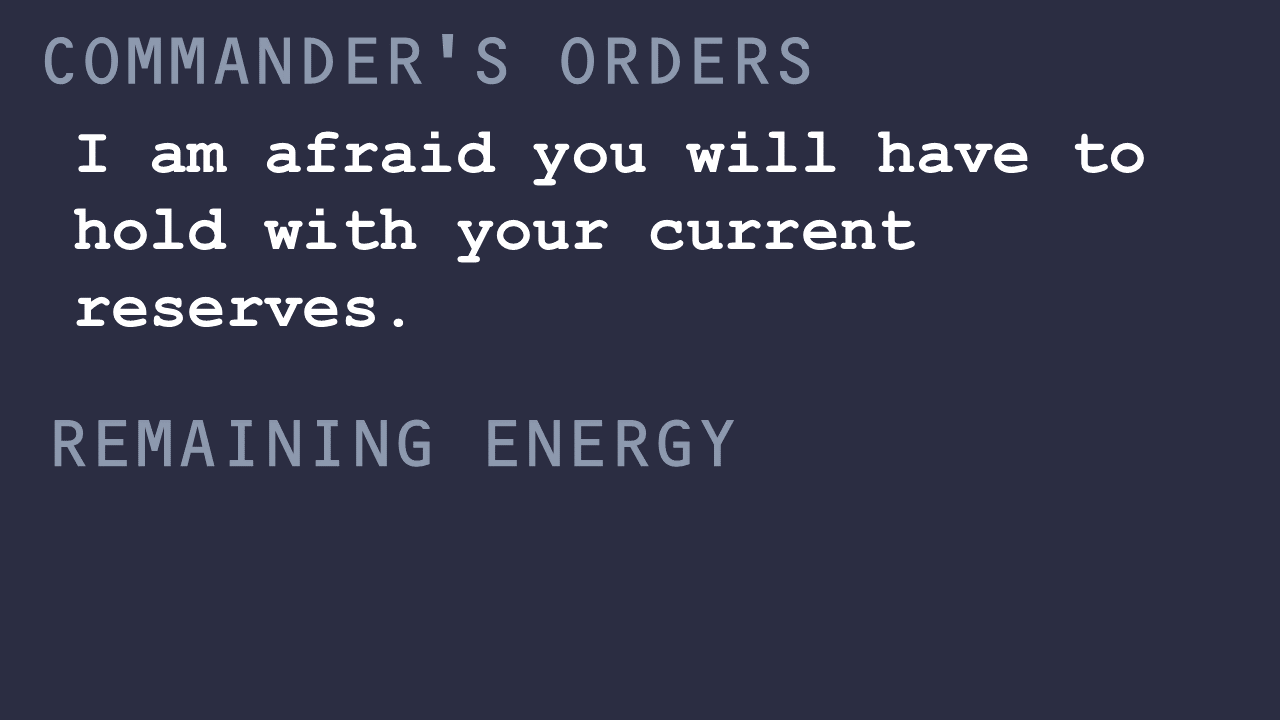 COMMANDER'S ORDERS
I am afraid you will have to
hold with your current
reserves.
REMAINING ENERGY